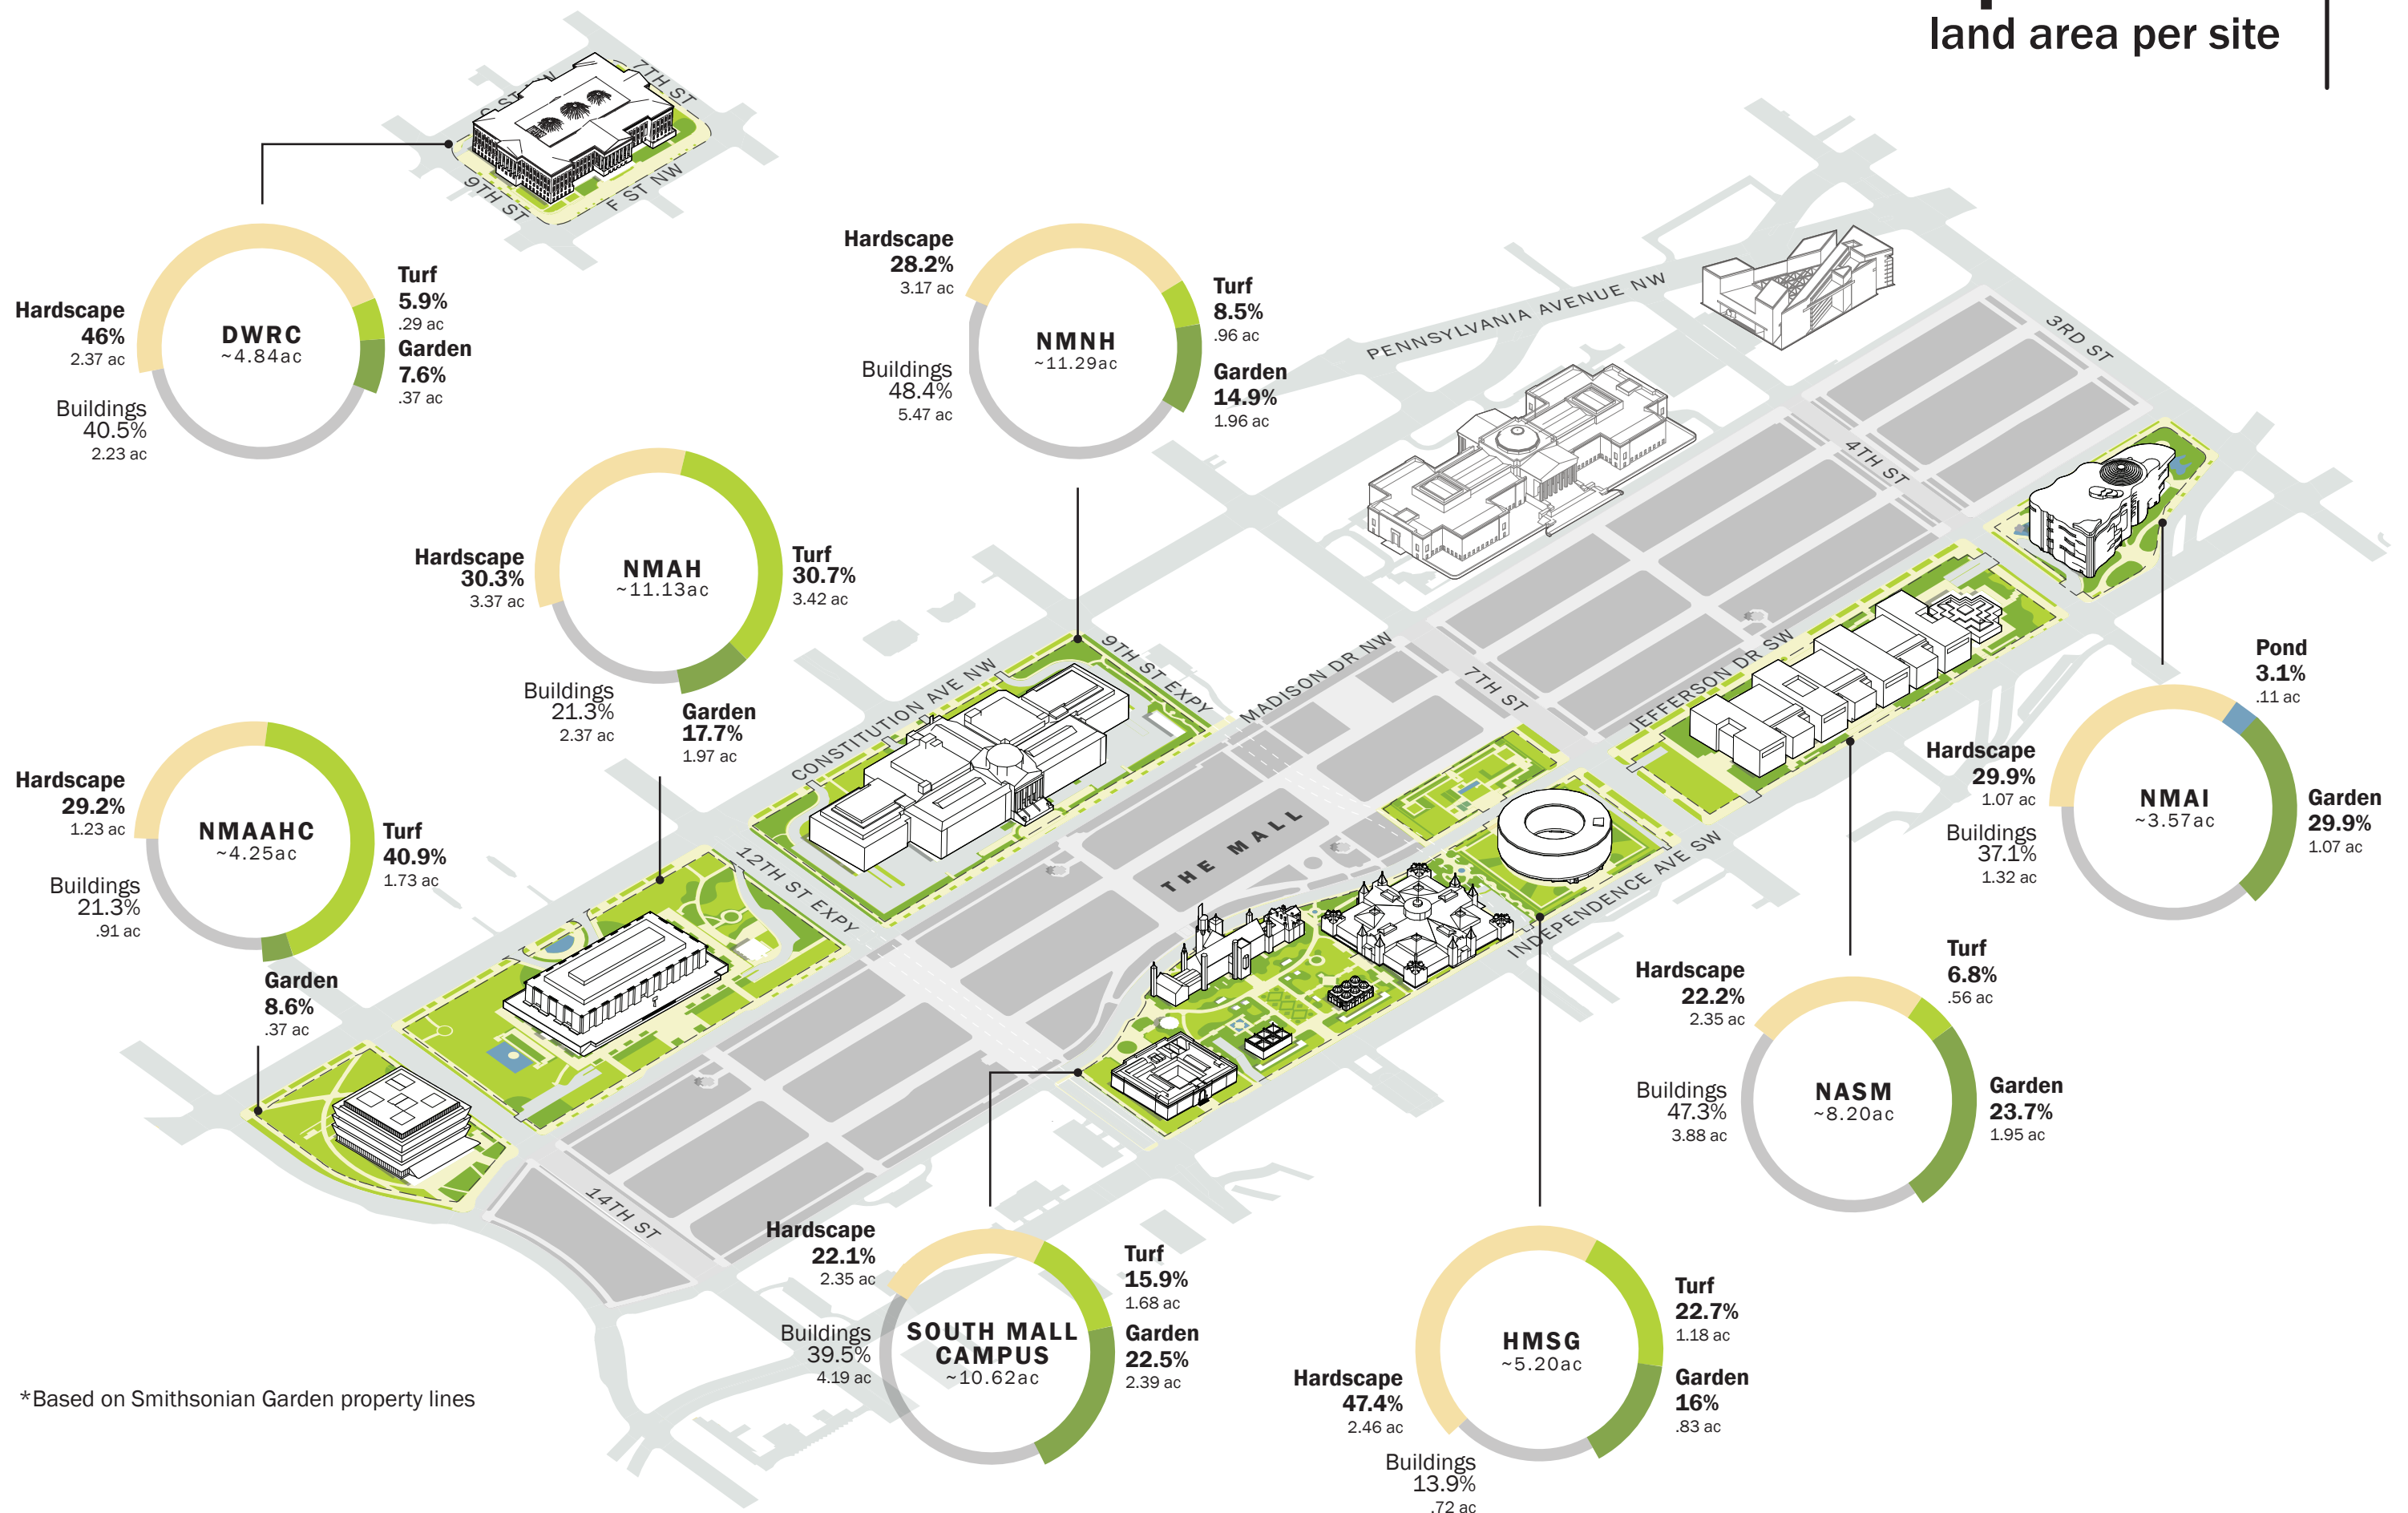 land area per site
7TH ST
9TH ST
F ST NW
Hardscape
46%
2.37 ac
DWRC
~4.84ac
Turf
5.9%
.29 ac
Garden
7.6%
.37 ac
Buildings
40.5%
2.23 ac
Hardscape
28.2%
3.17 ac
NMNH
~11.29ac
Turf
8.5%
.96 ac
Garden
14.9%
1.96 ac
Buildings
48.4%
5.47 ac
PENNSYLVANIA AVENUE NW
3RD ST
4TH ST
Hardscape
30.3%
3.37 ac
NMAH
~11.13ac
Turf
30.7%
3.42 ac
Buildings
21.3%
2.37 ac
Garden
17.7%
1.97 ac
CONSTITUTION AVE NW
9TH ST EXPY
MADISON DR NW
7TH ST
JEFFERSON DR SW
Pond
3.1%
.11 ac
Hardscape
29.9%
1.07 ac
NMAI
~3.57ac
Garden
29.9%
1.07 ac
Buildings
37.1%
1.32 ac
Hardscape
29.2%
1.23 ac
NMAAHC
~4.25ac
Turf
40.9%
1.73 ac
Buildings
21.3%
.91 ac
Garden
8.6%
.37 ac
12TH ST EXPY
THE MALL
INDEPENDENCE AVE SW
14TH ST
Hardscape
22.2%
2.35 ac
NASM
~8.20ac
Turf
6.8%
.56 ac
Garden
23.7%
1.95 ac
Buildings
47.3%
3.88 ac
Hardscape
22.1%
2.35 ac
SOUTH MALL
CAMPUS
~10.62ac
Turf
15.9%
1.68 ac
Garden
22.5%
2.39 ac
Buildings
39.5%
4.19 ac
HMSG
~5.20ac
Turf
22.7%
1.18 ac
Garden
16%
.83 ac
Hardscape
47.4%
2.46 ac
Buildings
13.9%
.72 ac
*Based on Smithsonian Garden property lines